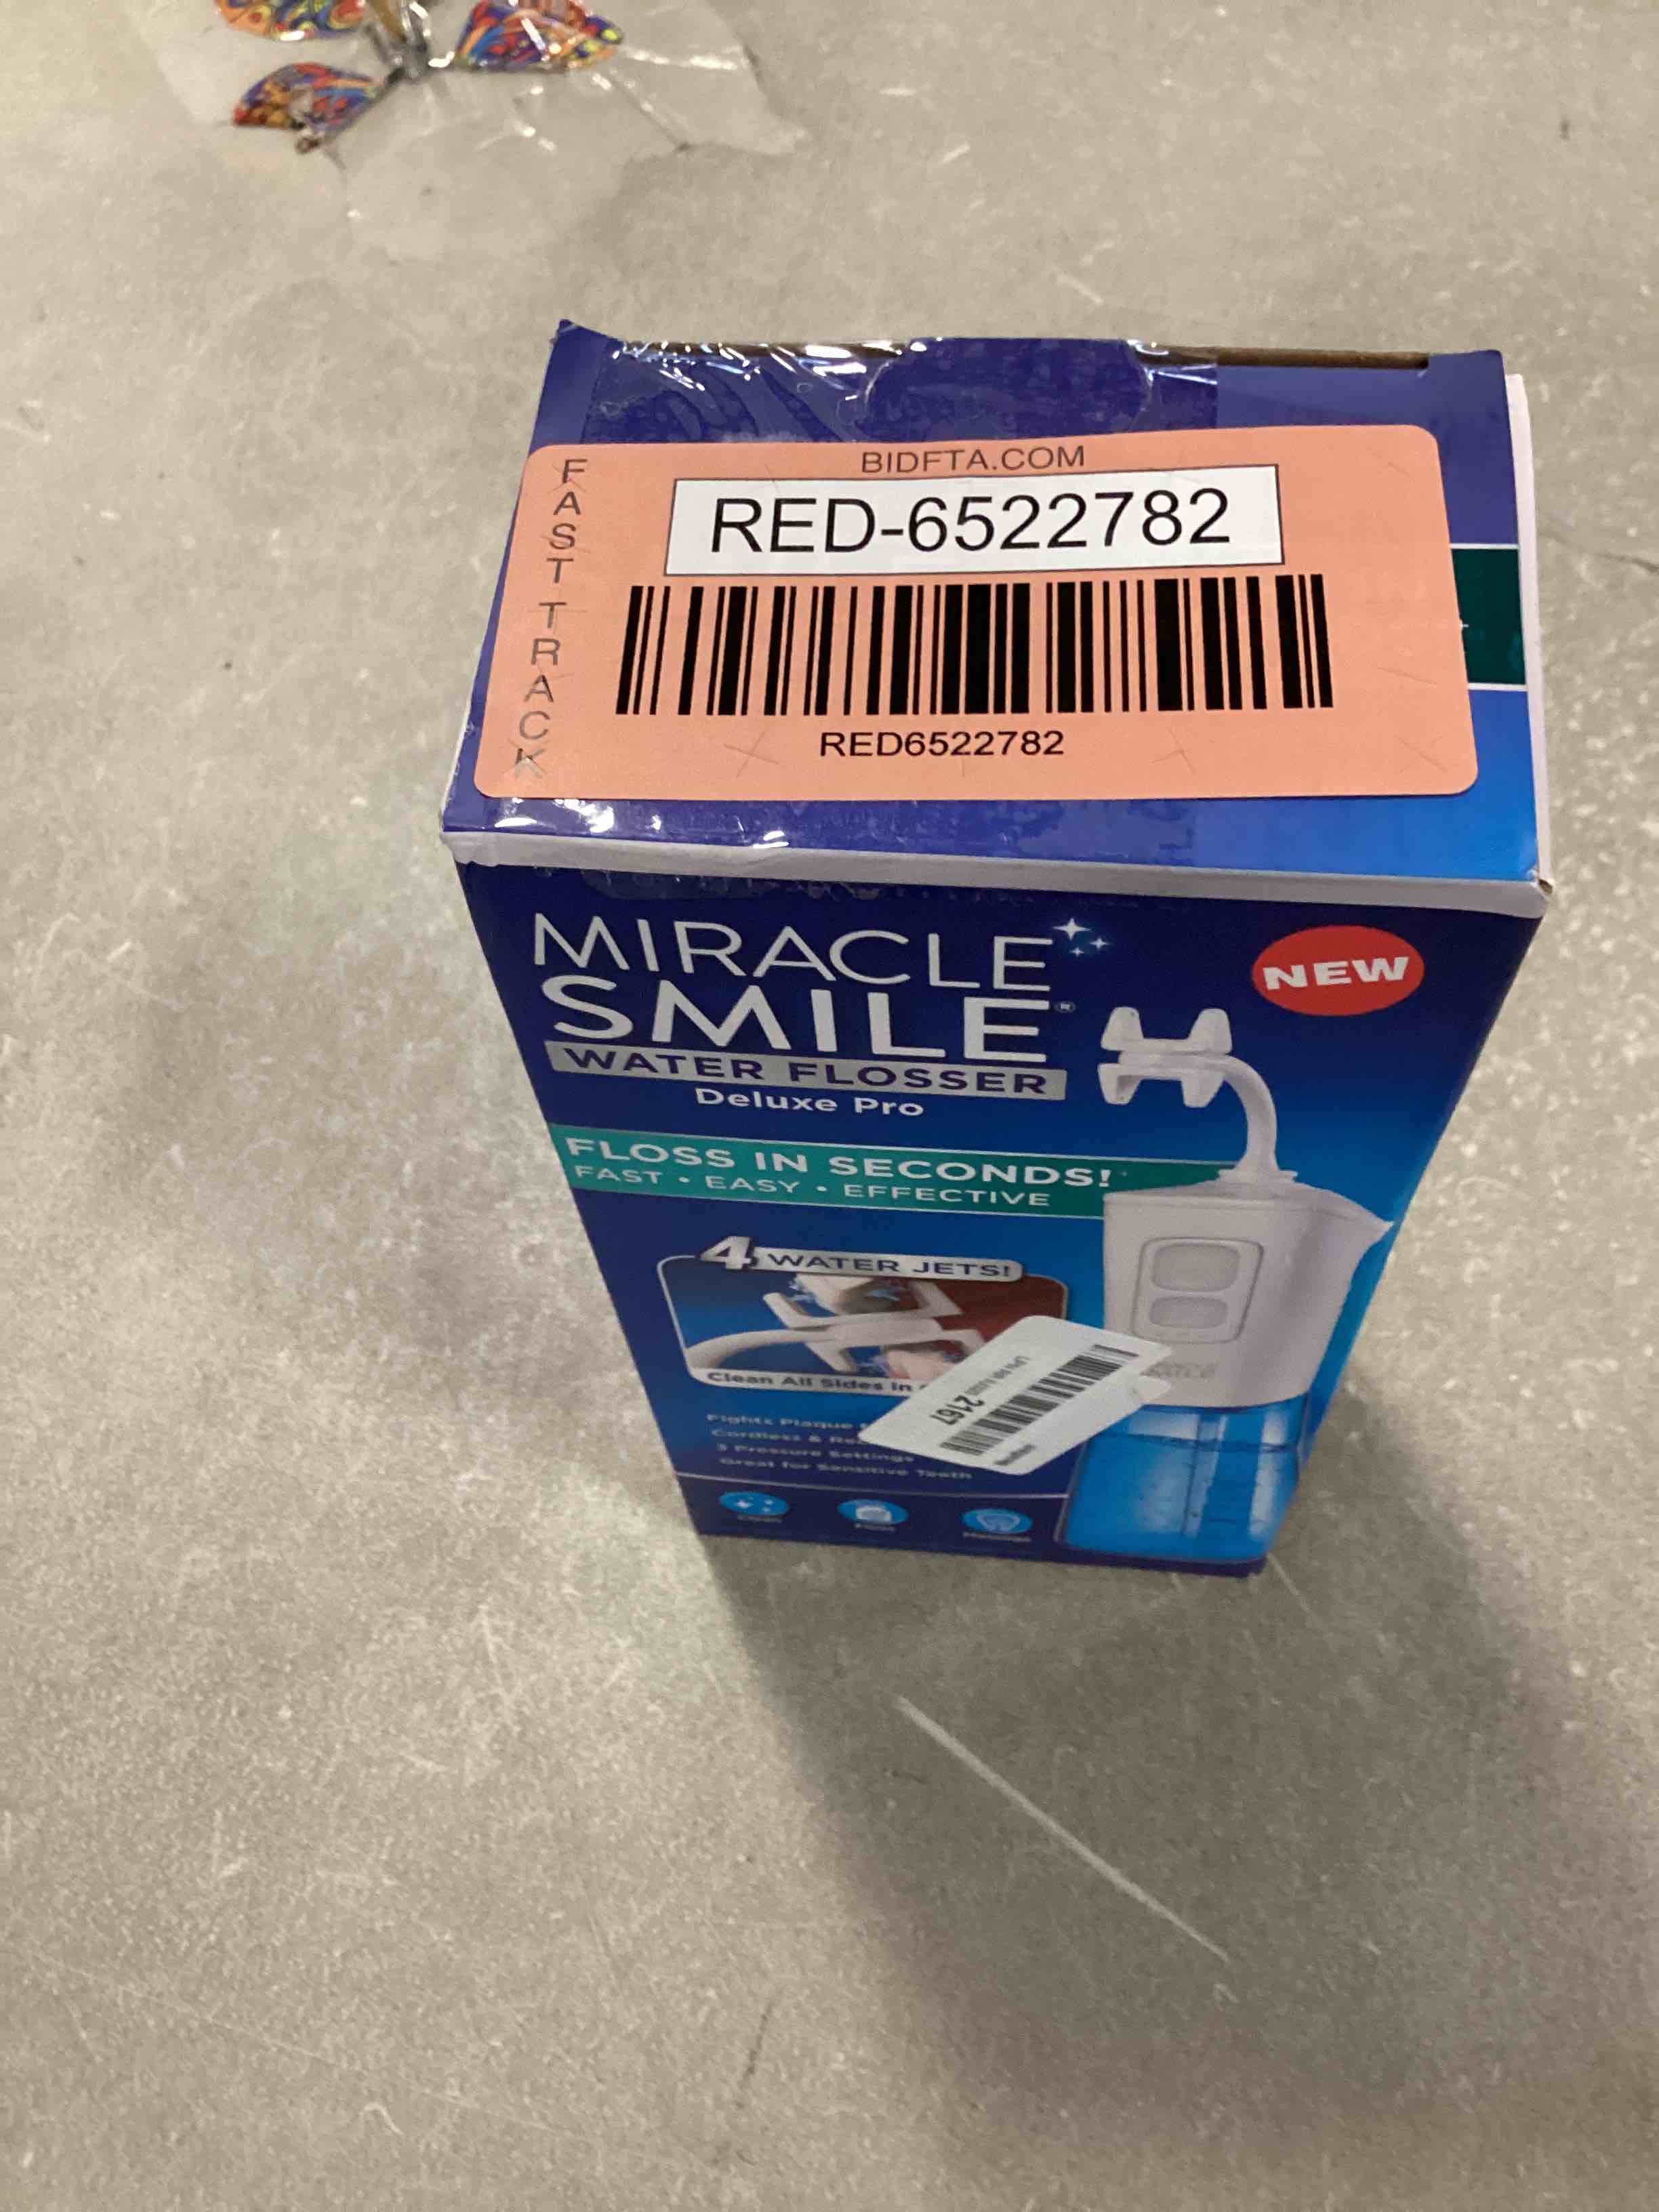 BIDFTA.COM
FAST TRACK
RED-6522782
RED6522782
MIRACLE
SMILE®
WATER FLOSSER
Deluxe Pro
NEW
FLOSS IN SECONDS!
FAST • EASY • EFFECTIVE
4 WATER JETS!
Clean All Sides in
2167
Fights Plaque
Cordless &
3 Pressure Settings
Great for Sensitive Teeth
Floss
Massage